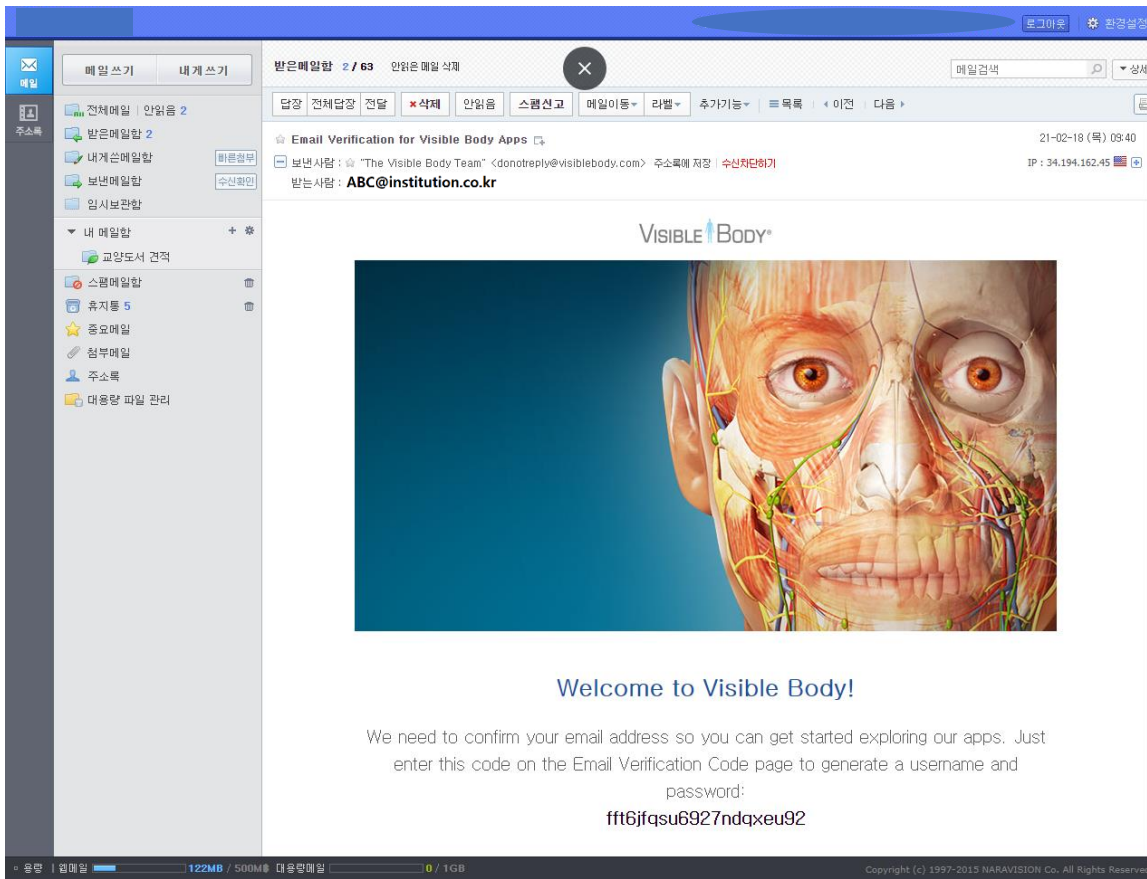 로그아웃 환경설정
메일
주소록
메일쓰기 내게쓰기
전체메일 안읽음 2
받은메일함 2
내게쓴메일함 빠른첨부
보낸메일함 수신확인
임시보관함
내 메일함
교양도서 견적
스팸메일함
휴지통 5
중요메일
첨부메일
주소록
대용량 파일 관리
받은메일함 2 / 63 안읽은 메일 삭제
메일검색 상세
답장 전체답장 전달 삭제 안읽음 스팸신고 메일이동 라벨 추가기능 목록 이전 다음
Email Verification for Visible Body Apps
21-02-18 (목) 09:40
보낸사람 : "The Visible Body Team" <donotreply@visiblebody.com> 주소록에 저장 수신차단하기
IP : 34.194.162.45
받는사람 : ABC@institution.co.kr
VISIBLE BODY®
Welcome to Visible Body!
We need to confirm your email address so you can get started exploring our apps. Just
enter this code on the Email Verification Code page to generate a username and
password:
fft6jfqsu6927ndqxeu92
용량 웹메일 122MB / 500MB 대용량메일 0 / 1GB
Copyright (c) 1997-2015 NARAVISION Co. All Rights Reserve